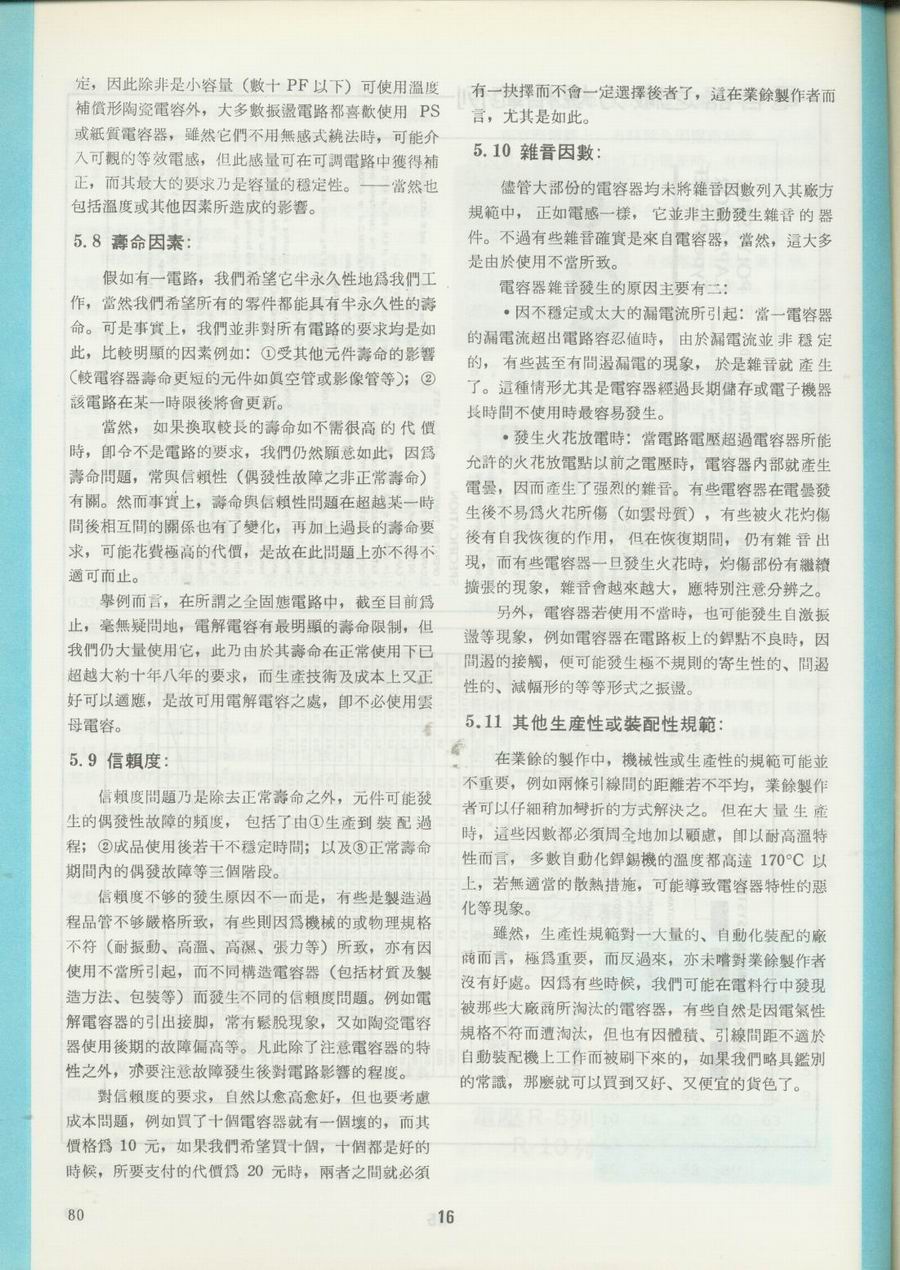 定，因此除非是小容量（數十 PF 以下）可使用溫度
補償形陶瓷電容外，大多數振盪電路都喜歡使用 PS
或紙質電容器，雖然它們不用無感式繞法時，可能介
入可觀的等效電感，但此感量可在可調電路中獲得補
正，而其最大的要求乃是容量的穩定性。——當然也
包括溫度或其他因素所造成的影響。
5.8 壽命因素：
假如有一電路，我們希望它半永久性地爲我們工
作，當然我們希望所有的零件都能具有半永久性的壽
命。可是事實上，我們並非對所有電路的要求均是如
此，比較明顯的因素例如：①受其他元件壽命的影響
（較電容器壽命更短的元件如眞空管或影像管等）；②
該電路在某一時限後將會更新。
當然，如果換取較長的壽命如不需很高的代價
時，卽令不是電路的要求，我們仍然願意如此，因爲
壽命問題，常與信賴性（偶發性故障之非正常壽命）
有關。然而事實上，壽命與信賴性問題在超越某一時
間後相互間的關係也有了變化，再加上過長的壽命要
求，可能花費極高的代價，是故在此問題上亦不得不
適可而止。
舉例而言，在所謂之全固態電路中，截至目前爲
止，毫無疑問地，電解電容有最明顯的壽命限制，但
我們仍大量使用它，此乃由於其壽命在正常使用下已
超越大約十年八年的要求，而生產技術及成本上又正
好可以適應，是故可用電解電容之處，卽不必使用雲
母電容。
5.9 信賴度：
信賴度問題乃是除去正常壽命之外，元件可能發
生的偶發性故障的頻度，包括了由①生產到裝配過
程；②成品使用後若干不穩定時間；以及③正常壽命
期間內的偶發故障等三個階段。
信賴度不够的發生原因不一而是，有些是製造過
程品管不够嚴格所致，有些則因爲機械的或物理規格
不符（耐振動、高溫、高濕、張力等）所致，亦有因
使用不當所引起，而不同構造電容器（包括材質及製
造方法、包裝等）而發生不同的信賴度問題。例如電
解電容器的引出接脚，常有鬆脫現象，又如陶瓷電容
器使用後期的故障偏高等。凡此除了注意電容器的特
性之外，亦要注意故障發生後對電路影響的程度。
對信賴度的要求，自然以愈高愈好，但也要考慮
成本問題，例如買了十個電容器就有一個壞的，而其
價格爲 10 元，如果我們希望買十個，十個都是好的
時候，所要支付的代價爲 20 元時，兩者之間就必須
有一抉擇而不會一定選擇後者了，這在業餘製作者而
言，尤其是如此。
5.10 雜音因數：
儘管大部份的電容器均未將雜音因數列入其廠方
規範中，正如電感一樣，它並非主動發生雜音的器
件。不過有些雜音確實是來自電容器，當然，這大多
是由於使用不當所致。
電容器雜音發生的原因主要有二：
•因不穩定或太大的漏電流所引起：當一電容器
的漏電流超出電路容忍値時，由於漏電流並非穩定
的，有些甚至有間遏漏電的現象，於是雜音就產生
了。這種情形尤其是電容器經過長期儲存或電子機器
長時間不使用時最容易發生。
•發生火花放電時：當電路電壓超過電容器所能
允許的火花放電點以前之電壓時，電容器內部就產生
電暈，因而產生了强烈的雜音。有些電容器在電暈發
生後不易爲火花所傷（如雲母質），有些被火花灼傷
後有自我恢復的作用，但在恢復期間，仍有雜音出
現，而有些電容器一旦發生火花時，灼傷部份有繼續
擴張的現象，雜音會越來越大，應特別注意分辨之。
另外，電容器若使用不當時，也可能發生自激振
盪等現象，例如電容器在電路板上的銲點不良時，因
間遏的接觸，便可能發生極不規則的寄生性的、間遏
性的、減幅形的等等形式之振盪。
5.11 其他生產性或裝配性規範：
在業餘的製作中，機械性或生產性的規範可能並
不重要，例如兩條引線間的距離若不平均，業餘製作
者可以仔細稍加彎折的方式解決之。但在大量生產
時，這些因數都必須周全地加以顧慮，卽以耐高溫特
性而言，多數自動化銲錫機的溫度都高達 170°C 以
上，若無適當的散熱措施，可能導致電容器特性的惡
化等現象。
雖然，生產性規範對一大量的、自動化裝配的廠
商而言，極爲重要，而反過來，亦未嚐對業餘製作者
沒有好處。因爲有些時候，我們可能在電料行中發現
被那些大廠商所淘汰的電容器，有些自然是因電氣性
規格不符而遭淘汰，但也有因體積、引線間距不適於
自動裝配機上工作而被刷下來的，如果我們略具鑑別
的常識，那麽就可以買到又好、又便宜的貨色了。
80
16